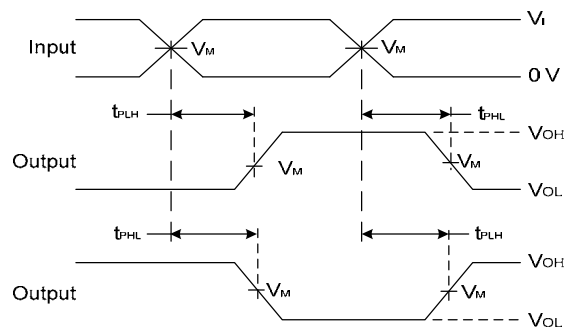 Input VM VM VI
0 V
tPLH tPHL
Output VM VM VOH
VOL
tPHL tPLH
Output VM VM VOH
VOL